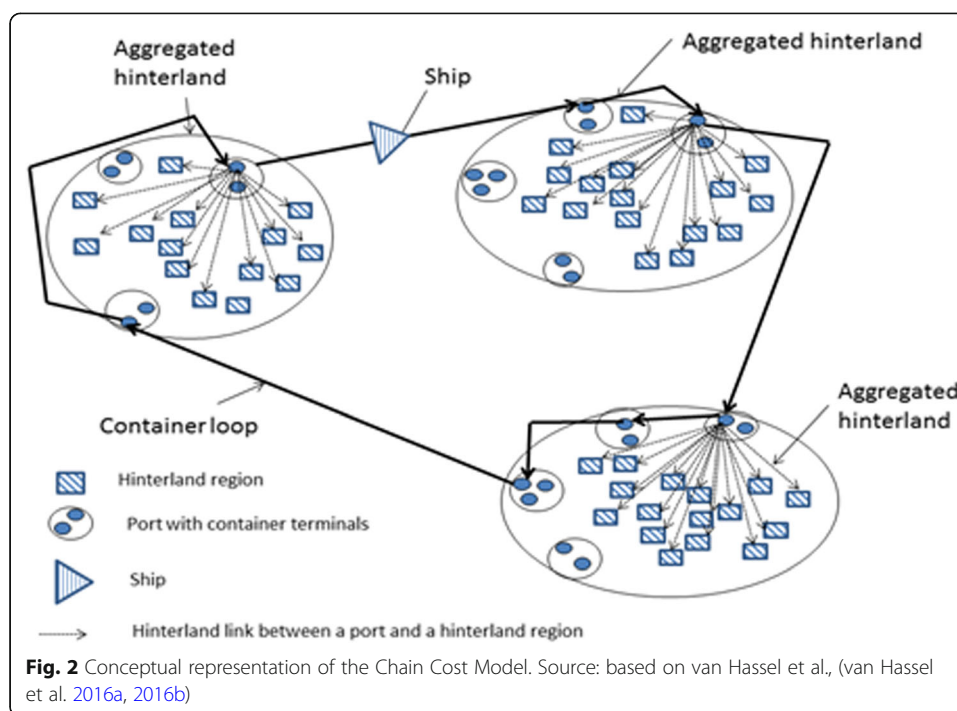 Aggregated
hinterland
Ship
Aggregated hinterland
Aggregated
hinterland
Container loop
Hinterland region
Port with container terminals
Ship
Hinterland link between a port and a hinterland region
Fig. 2 Conceptual representation of the Chain Cost Model. Source: based on van Hassel et al., (van Hassel
et al. 2016a, 2016b)